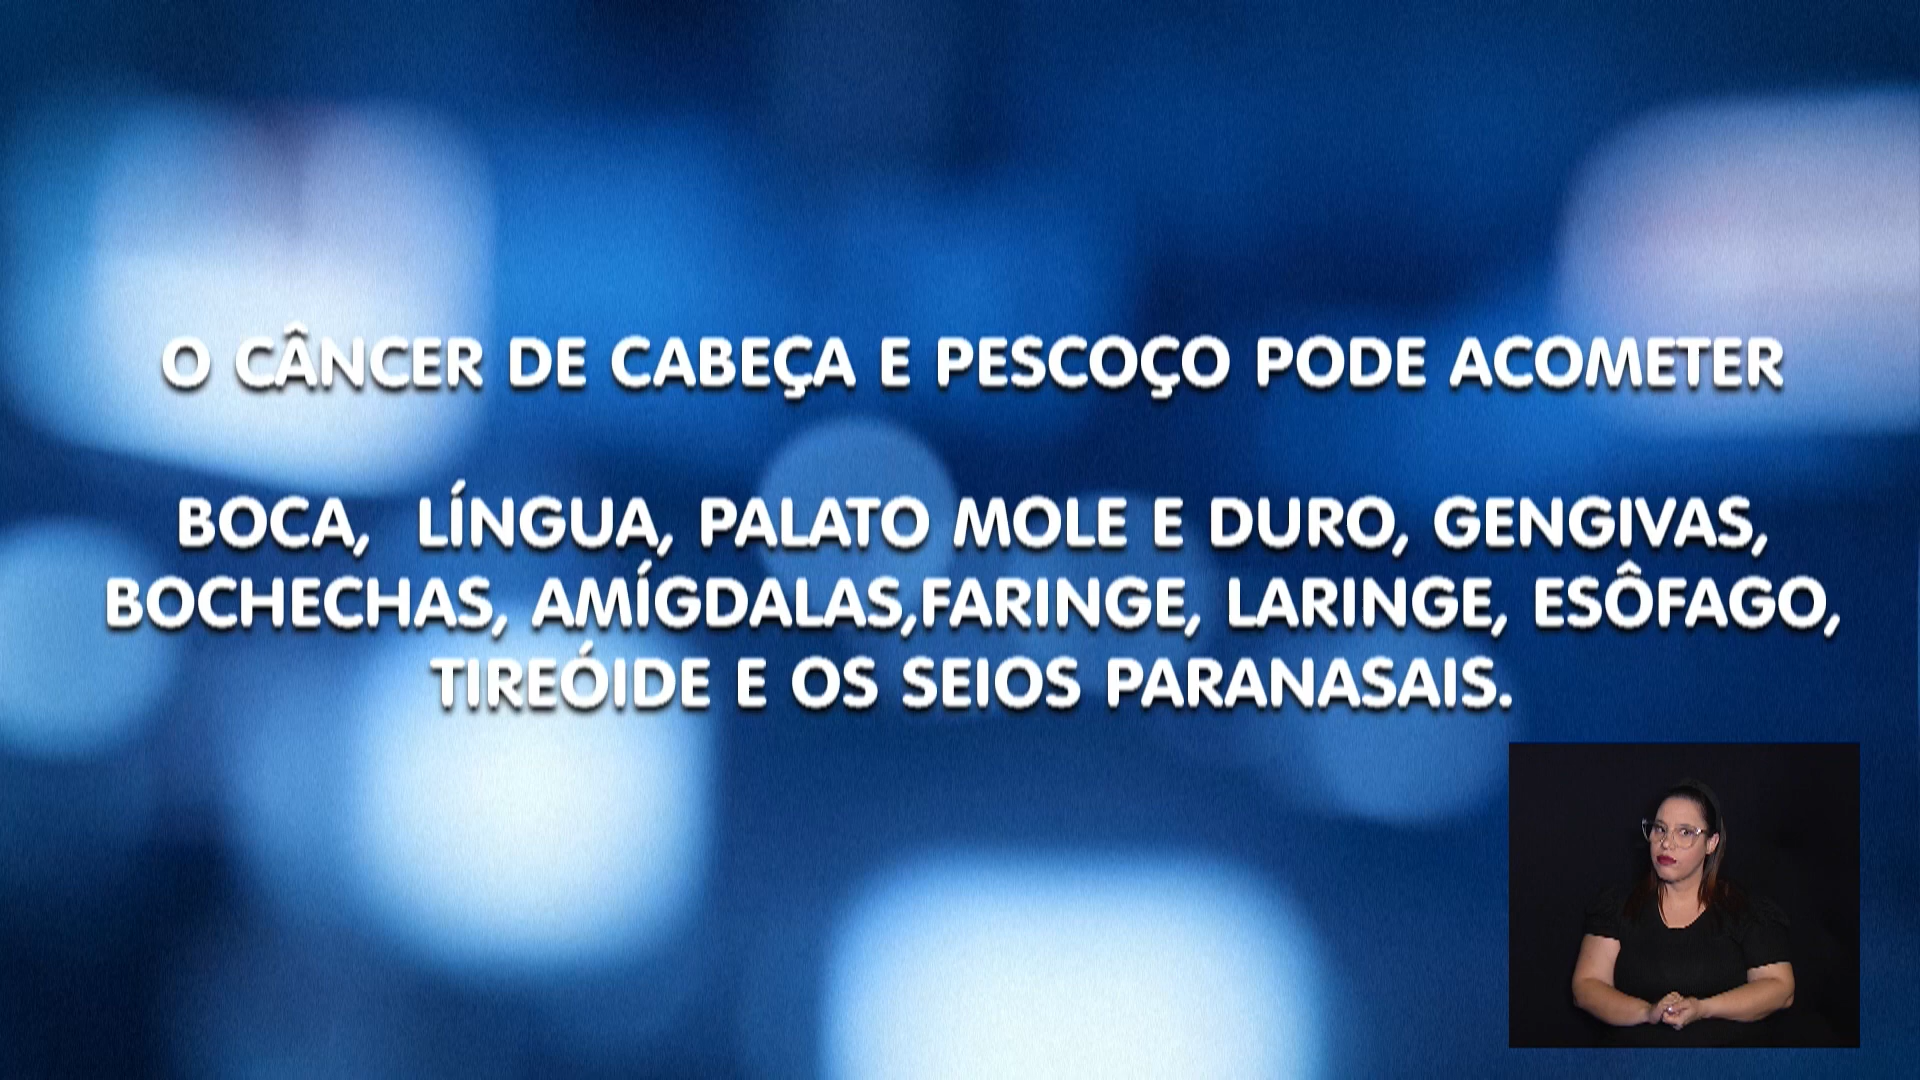 O CÂNCER DE CABEÇA E PESCOÇO PODE ACOMETER
BOCA,  LÍNGUA, PALATO MOLE E DURO, GENGIVAS,
BOCHECHAS, AMÍGDALAS,FARINGE, LARINGE, ESÔFAGO,
TIREÓIDE E OS SEIOS PARANASAIS.